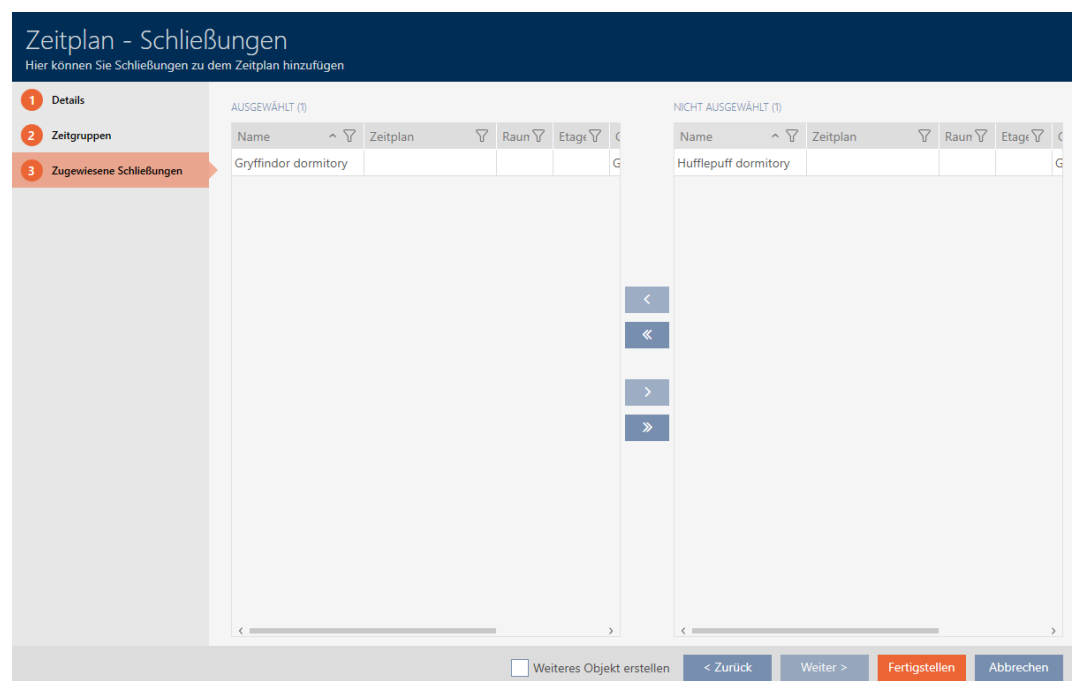 Zeitplan - Schließungen
Hier können Sie Schließungen zu dem Zeitplan hinzufügen
1 Details
2 Zeitgruppen
3 Zugewiesene Schließungen
AUSGEWÄHLT (1)
Name Zeitplan Raun Etage
Gryffindor dormitory G
NICHT AUSGEWÄHLT (1)
Name Zeitplan Raun Etage
Hufflepuff dormitory G
Weiteres Objekt erstellen < Zurück Weiter > Fertigstellen Abbrechen